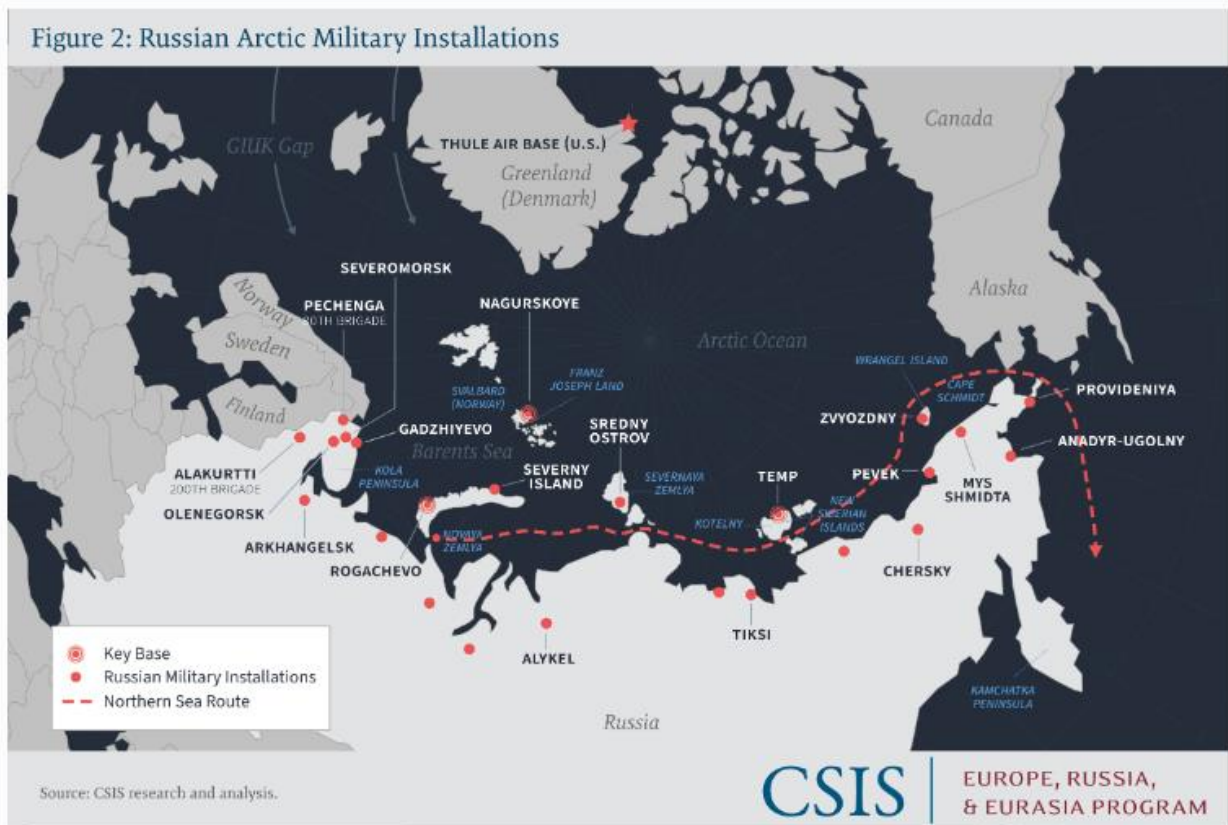 Figure 2: Russian Arctic Military Installations
GIUK Gap
THULE AIR BASE (U.S.)
Greenland
(Denmark)
Canada
Alaska
SEVEROMORSK
PECHENGA
80TH BRIGADE
NAGURSKOYE
Norway
Sweden
Finland
Arctic Ocean
SVALBARD
(NORWAY)
FRANZ
JOSEPH LAND
WRANGEL ISLAND
CAPE
SCHMIDT
PROVIDENIYA
ZVYOZDNY
GADZHIYEVO
Barents Sea
SREDNY
OSTROV
ANADYR-UGOLNY
ALAKURTTI
200TH BRIGADE
KOLA
PENINSULA
SEVERNY
ISLAND
SEVERNAYA
ZEMLYA
TEMP
PEVEK
MYS
SHMIDTA
OLENEGORSK
KOTELNY
NEW
SIBERIAN
ISLANDS
ARKHANGELSK
NOVAYA
ZEMLYA
ROGACHEVO
CHERSKY
TIKSI
ALYKEL
KAMCHATKA
PENINSULA
Russia
Key Base
Russian Military Installations
Northern Sea Route
Source: CSIS research and analysis.
CSIS
EUROPE, RUSSIA,
& EURASIA PROGRAM